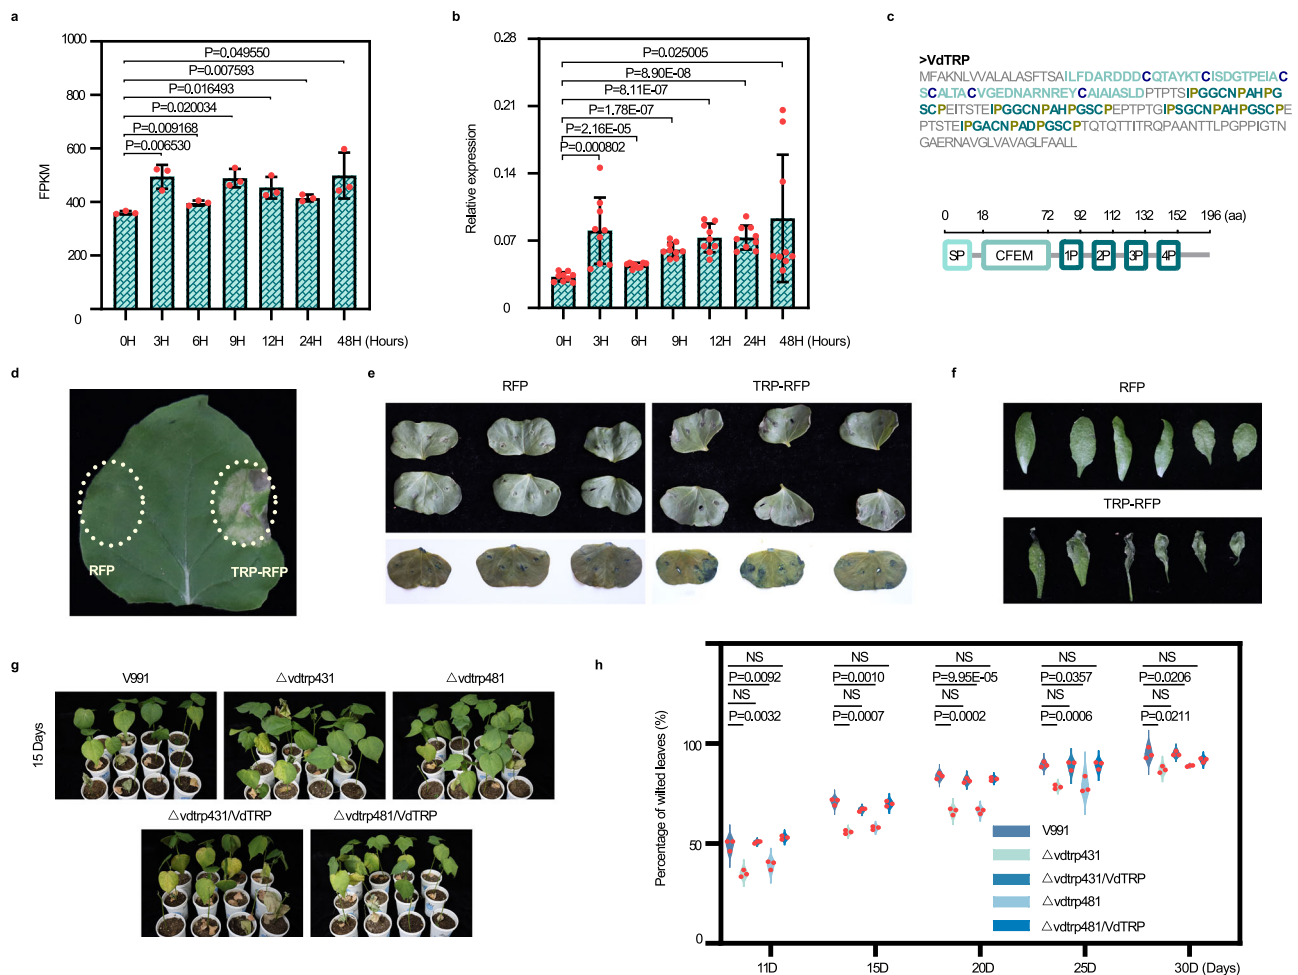 a
1000
800
600
400
200
0
FPKM
P=0.049550
P=0.007593
P=0.016493
P=0.020034
P=0.009168
P=0.006530
0H 3H 6H 9H 12H 24H 48H (Hours)
b
0.28
0.21
0.14
0.07
0
Relative expression
P=0.025005
P=8.90E-08
P=8.11E-07
P=1.78E-07
P=2.16E-05
P=0.000802
0H 3H 6H 9H 12H 24H 48H (Hours)
c
>VdTRP
MFAKNLVVALALASFTSAILFDARDDDCQTAYKTCISDGTPEIAC
SCALTACVGEDNARNREYCAIAIASLDPTPTSIPGGCNPAHPG
SCPEITSTEIPGGCNPAHPGSCPEPTPTGIPSGCNPAHPGSCPE
PTSTEIPGACNPADPGSCPTQTQTTITRQPAANTTLPGPPIGTN
GAERNAVGLVAVAGLFAALL
0 18 72 92 112 132 152 196 (aa)
SP CFEM 1P 2P 3P 4P
d
RFP TRP-RFP
e
RFP TRP-RFP
f
RFP
TRP-RFP
g
V991 △vdtrp431 △vdtrp481
15 Days
△vdtrp431/VdTRP △vdtrp481/VdTRP
h
Percentage of wilted leaves (%)
100
50
0
NS NS NS NS NS
P=0.0092 P=0.0010 P=9.95E-05 P=0.0357 P=0.0206
NS NS NS NS NS
P=0.0032 P=0.0007 P=0.0002 P=0.0006 P=0.0211
V991
△vdtrp431
△vdtrp431/VdTRP
△vdtrp481
△vdtrp481/VdTRP
11D 15D 20D 25D 30D (Days)